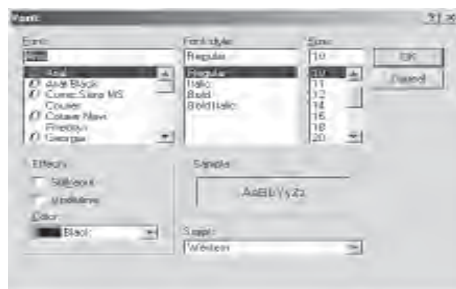 Font ? ×
Font: Font style: Size:
Arial Regular 10 OK
Arial Regular 10 Cancel
Arial Black Italic 11
Comic Sans MS Bold 12
Courier Bold Italic 14
Courier New 16
Fixedsys 18
Georgia 20
Effects Sample
Strikeout AaBbYyZz
Underline
Color:
Black Script:
Western